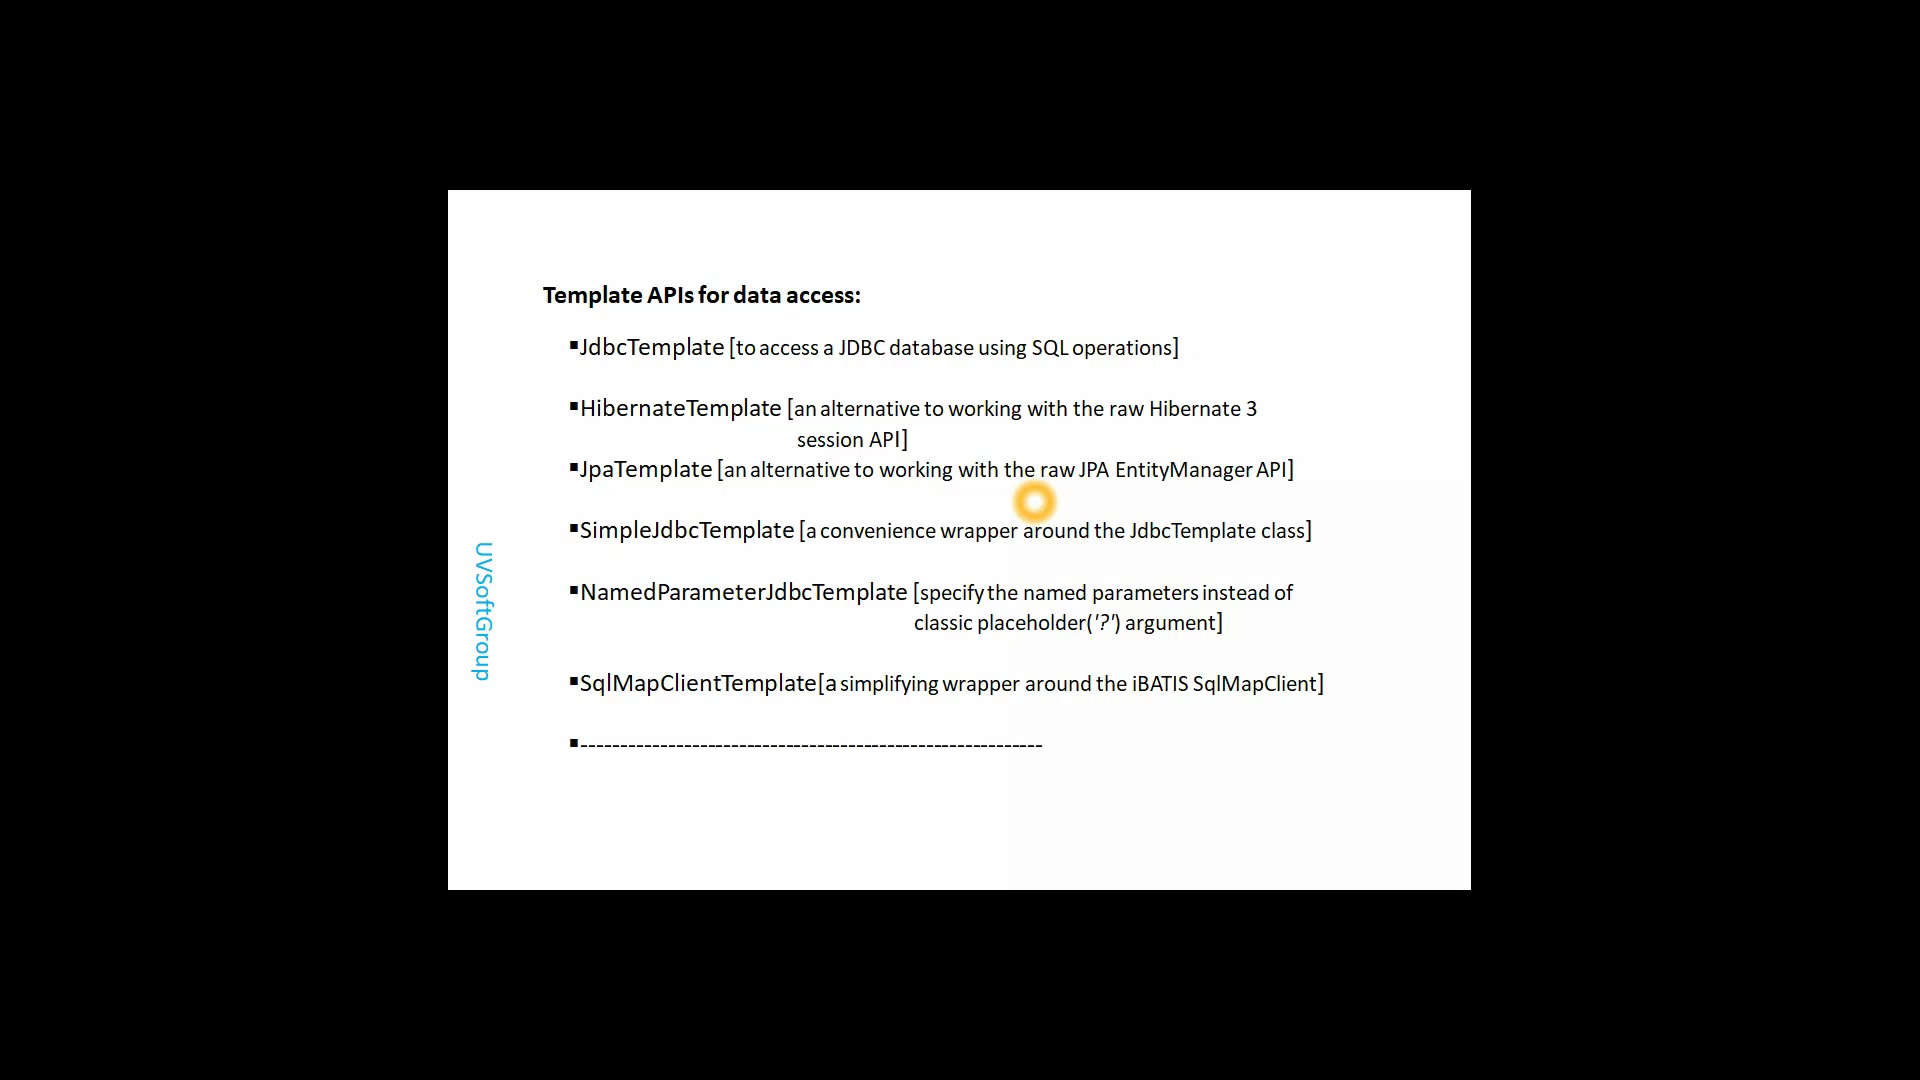 Template APIs for data access:
▪JdbcTemplate [to access a JDBC database using SQL operations]
▪HibernateTemplate [an alternative to working with the raw Hibernate 3
session API]
▪JpaTemplate [an alternative to working with the raw JPA EntityManager API]
▪SimpleJdbcTemplate [a convenience wrapper around the JdbcTemplate class]
▪NamedParameterJdbcTemplate [specify the named parameters instead of
classic placeholder('?') argument]
▪SqlMapClientTemplate[a simplifying wrapper around the iBATIS SqlMapClient]
▪----------------------------------------------------------
UVSoftGroup